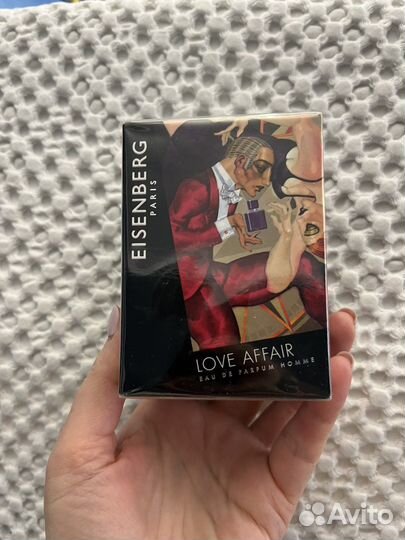 EISENBERG
PARIS
LOVE AFFAIR
EAU DE PARFUM HOMME
Avito